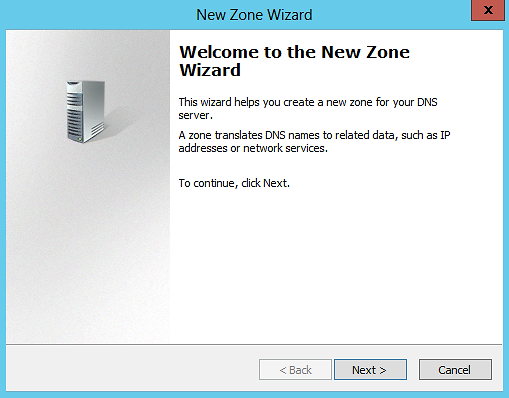 New Zone Wizard
x
Welcome to the New Zone
Wizard
This wizard helps you create a new zone for your DNS
server.
A zone translates DNS names to related data, such as IP
addresses or network services.
To continue, click Next.
< Back
Next >
Cancel